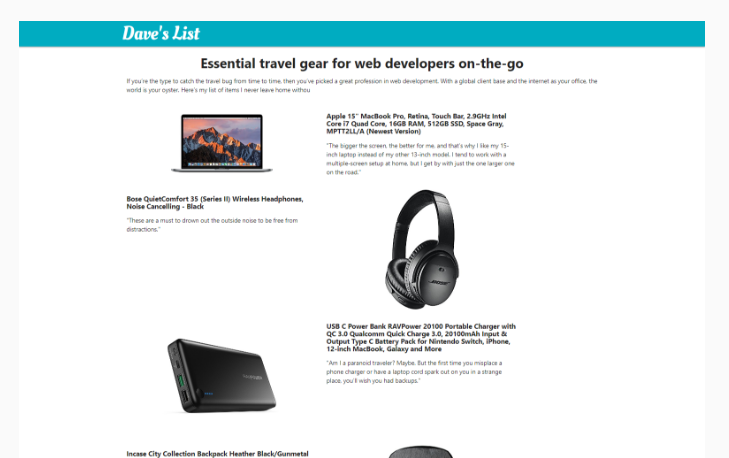 Dave's List
Essential travel gear for web developers on-the-go
If you're the type to catch the travel bug from time to time, then you've picked a great profession in web development. With a global client base and the internet as your office, the
world is your oyster. Here's my list of items I never leave home withou
Apple 15" MacBook Pro, Retina, Touch Bar, 2.9GHz Intel
Core i7 Quad Core, 16GB RAM, 512GB SSD, Space Gray,
MPTT2LL/A (Newest Version)
"The bigger the screen, the better for me, and that's why I like my 15-
inch laptop instead of my other 13-inch model. I tend to work with a
multiple-screen setup at home, but I get by with just the one larger one
on the road."
Bose QuietComfort 35 (Series II) Wireless Headphones,
Noise Cancelling - Black
"These are a must to drown out the outside noise to be free from
distractions."
BOSE
USB C Power Bank RAVPower 20100 Portable Charger with
QC 3.0 Qualcomm Quick Charge 3.0, 20100mAh Input &
Output Type C Battery Pack for Nintendo Switch, iPhone,
12-inch MacBook, Galaxy and More
"Am I a paranoid traveler? Maybe. But the first time you misplace a
phone charger or have a laptop cord spark out on you in a strange
place, you'll wish you had backups."
Incase City Collection Backpack Heather Black/Gunmetal